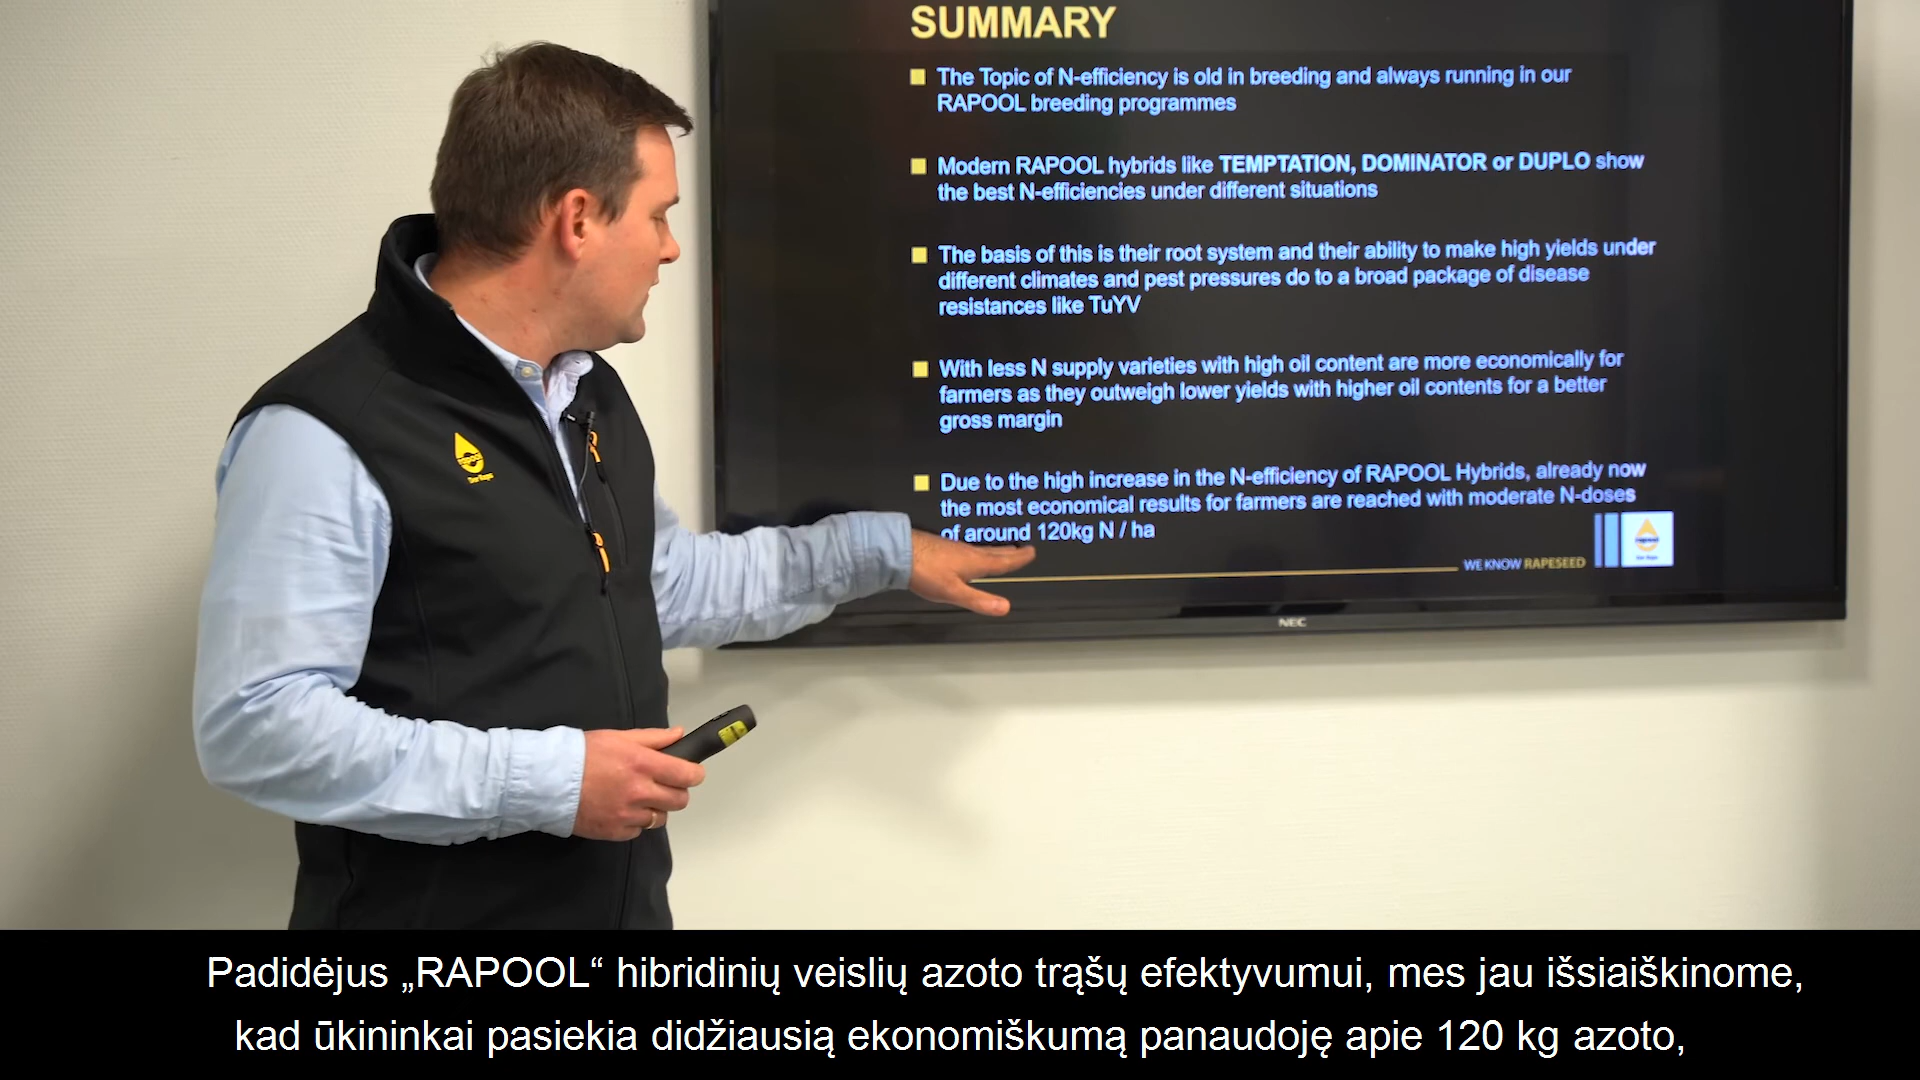 SUMMARY
The Topic of N-efficiency is old in breeding and always running in our
RAPOOL breeding programmes
Modern RAPOOL hybrids like TEMPTATION, DOMINATOR or DUPLO show
the best N-efficiencies under different situations
The basis of this is their root system and their ability to make high yields under
different climates and pest pressures do to a broad package of disease
resistances like TuYV
With less N supply varieties with high oil content are more economically for
farmers as they outweigh lower yields with higher oil contents for a better
gross margin
Due to the high increase in the N-efficiency of RAPOOL Hybrids, already now
the most economical results for farmers are reached with moderate N-doses
of around 120kg N / ha
WE KNOW RAPESEED
rapool
NEC
Padidėjus „RAPOOL“ hibridinių veislių azoto trąšų efektyvumui, mes jau išsiaiškinome,
kad ūkininkai pasiekia didžiausią ekonomiškumą panaudoję apie 120 kg azoto,